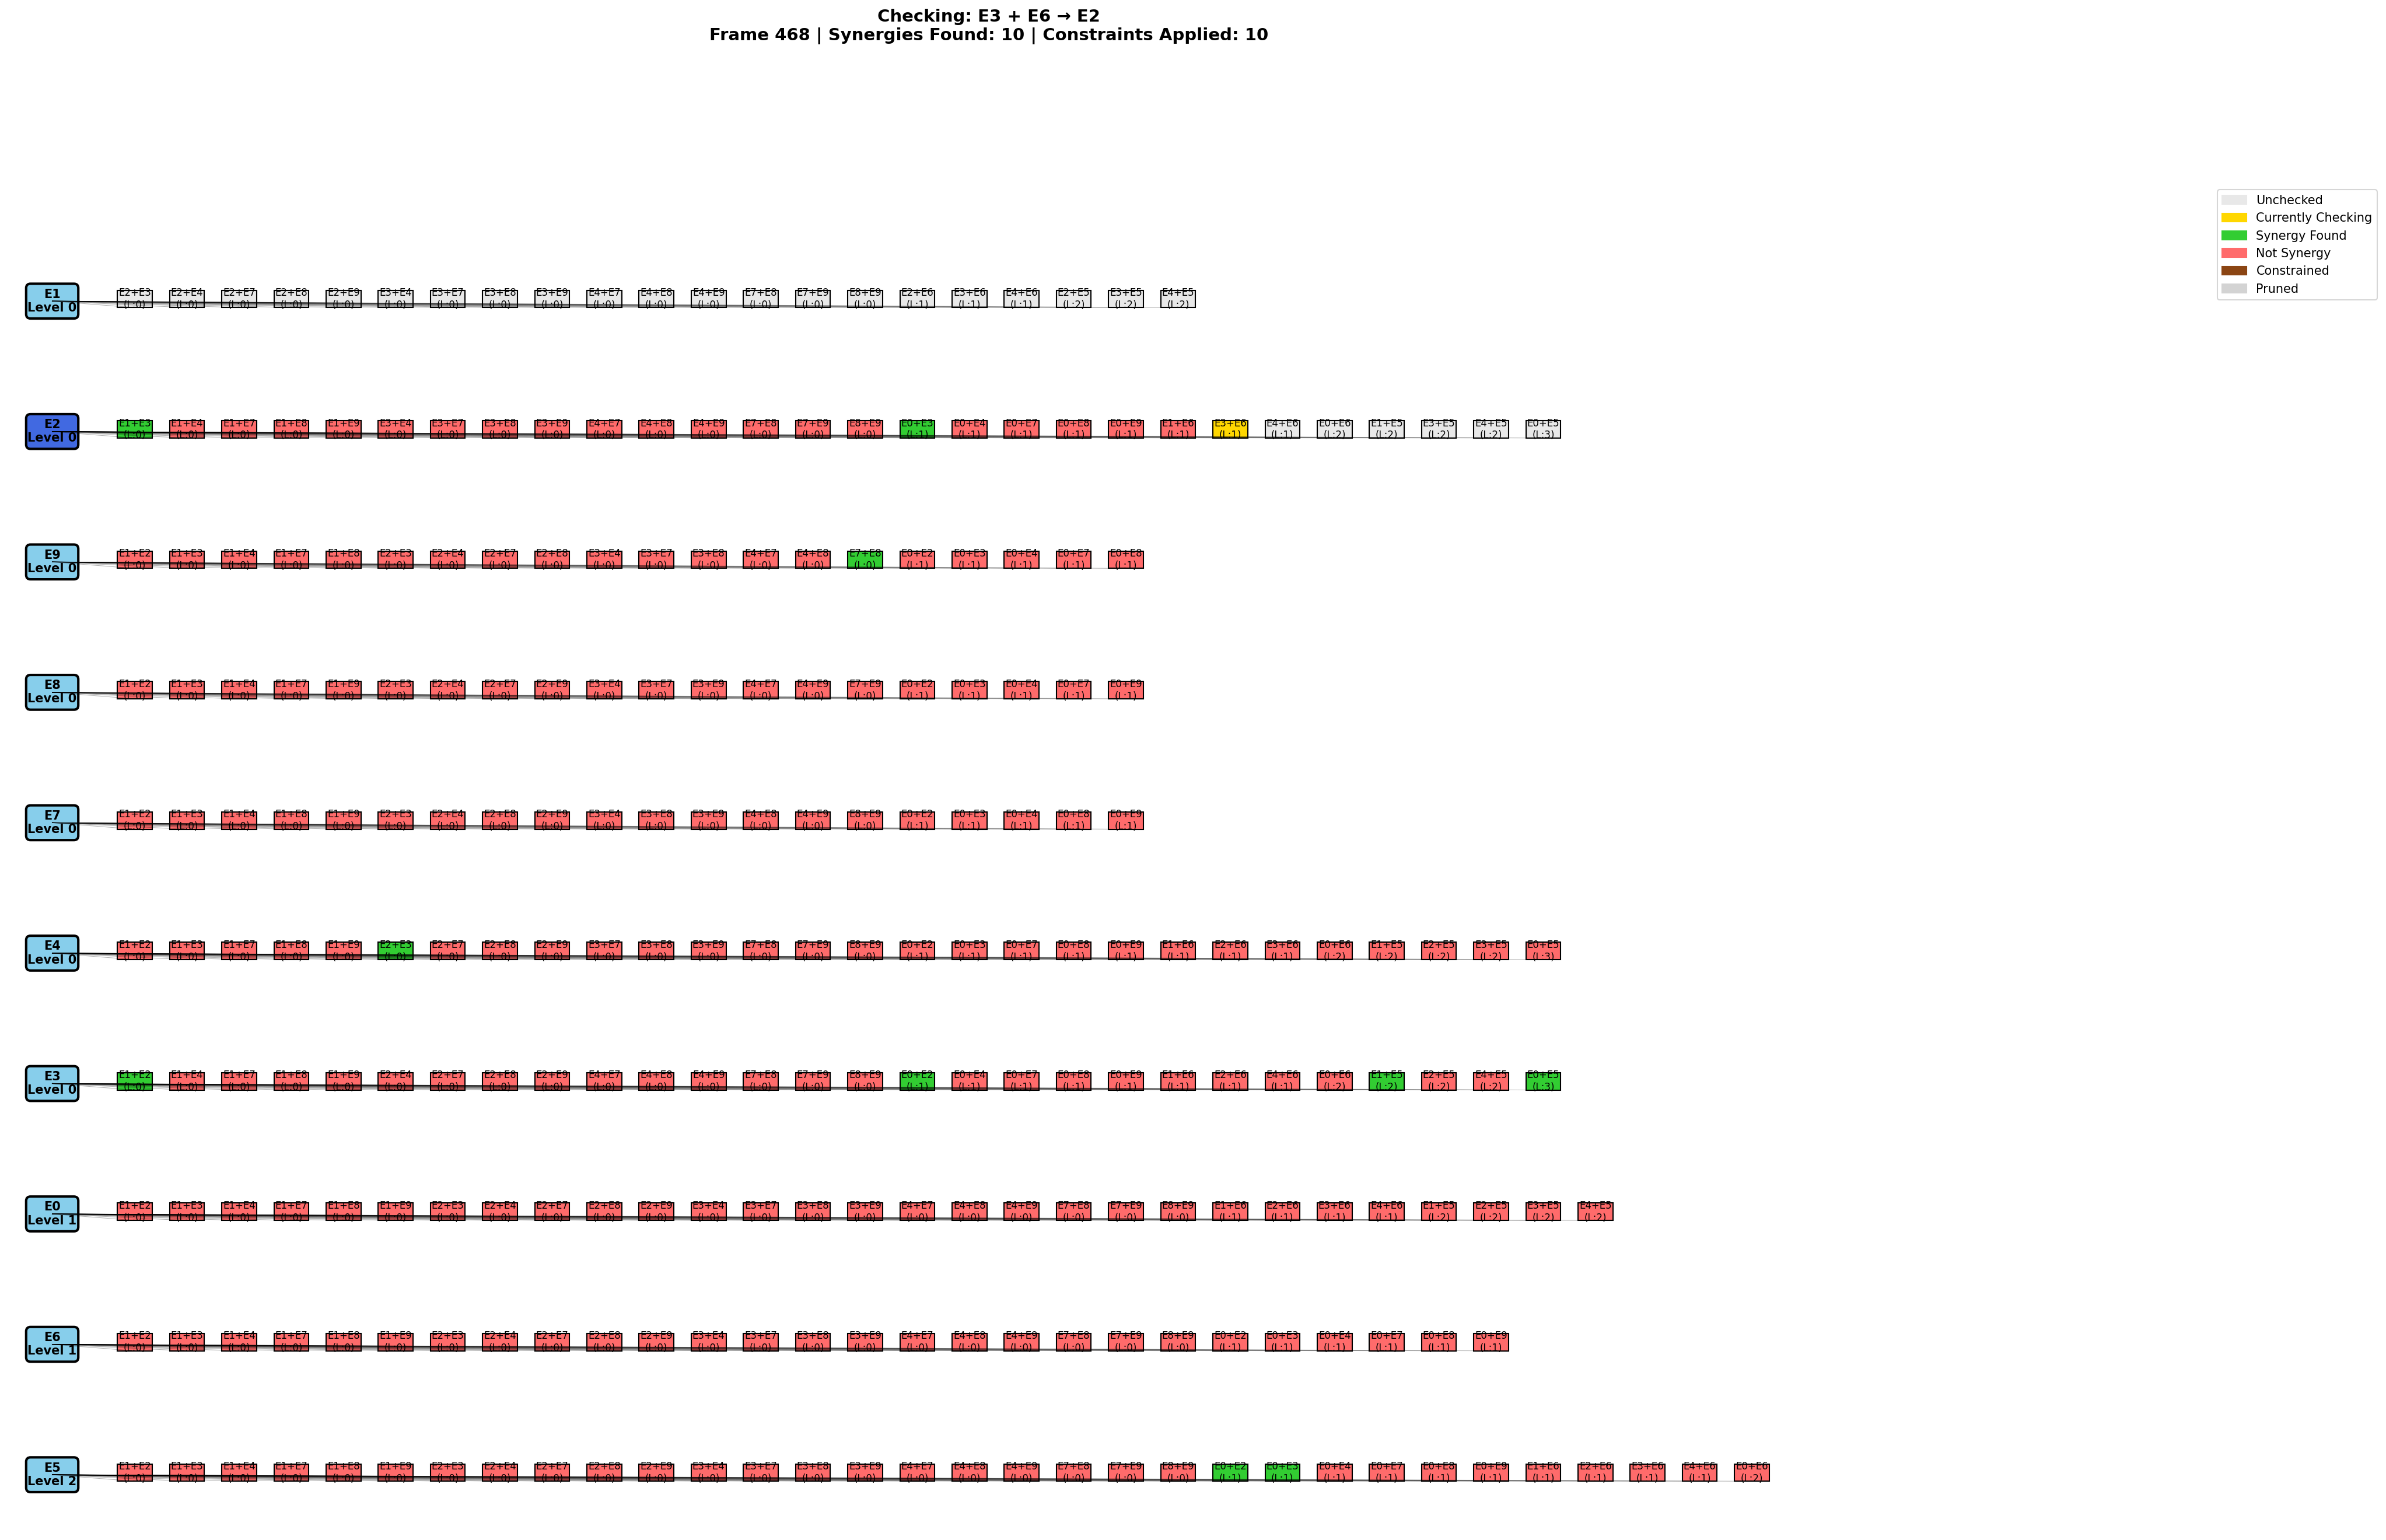 Checking: E3 + E6 → E2
Frame 468 | Synergies Found: 10 | Constraints Applied: 10
Unchecked
Currently Checking
Synergy Found
Not Synergy
Constrained
Pruned
E1 E2+E3 E2+E4 E2+E7 E2+E8 E2+E9 E3+E4 E3+E7 E3+E8 E3+E9 E4+E7 E4+E8 E4+E9 E7+E8 E7+E9 E8+E9 E2+E6 E3+E6 E4+E6 E2+E5 E3+E5 E4+E5
Level 0 (L:0) (L:0) (L:0) (L:0) (L:0) (L:0) (L:0) (L:0) (L:0) (L:0) (L:0) (L:0) (L:0) (L:0) (L:0) (L:1) (L:1) (L:1) (L:2) (L:2) (L:2)
E2 E1+E3 E1+E4 E1+E7 E1+E8 E1+E9 E3+E4 E3+E7 E3+E8 E3+E9 E4+E7 E4+E8 E4+E9 E7+E8 E7+E9 E8+E9 E0+E3 E0+E4 E0+E7 E0+E8 E0+E9 E1+E6 E3+E6 E4+E6 E0+E6 E1+E5 E3+E5 E4+E5 E0+E5
Level 0 (L:0) (L:0) (L:0) (L:0) (L:0) (L:0) (L:0) (L:0) (L:0) (L:0) (L:0) (L:0) (L:0) (L:0) (L:0) (L:1) (L:1) (L:1) (L:1) (L:1) (L:1) (L:1) (L:1) (L:2) (L:2) (L:2) (L:2) (L:3)
E9 E1+E2 E1+E3 E1+E4 E1+E7 E1+E8 E2+E3 E2+E4 E2+E7 E2+E8 E3+E4 E3+E7 E3+E8 E4+E7 E4+E8 E7+E8 E0+E2 E0+E3 E0+E4 E0+E7 E0+E8
Level 0 (L:0) (L:0) (L:0) (L:0) (L:0) (L:0) (L:0) (L:0) (L:0) (L:0) (L:0) (L:0) (L:0) (L:0) (L:0) (L:1) (L:1) (L:1) (L:1) (L:1)
E8 E1+E2 E1+E3 E1+E4 E1+E7 E1+E9 E2+E3 E2+E4 E2+E7 E2+E9 E3+E4 E3+E7 E3+E9 E4+E7 E4+E9 E7+E9 E0+E2 E0+E3 E0+E4 E0+E7 E0+E9
Level 0 (L:0) (L:0) (L:0) (L:0) (L:0) (L:0) (L:0) (L:0) (L:0) (L:0) (L:0) (L:0) (L:0) (L:0) (L:0) (L:1) (L:1) (L:1) (L:1) (L:1)
E7 E1+E2 E1+E3 E1+E4 E1+E8 E1+E9 E2+E3 E2+E4 E2+E8 E2+E9 E3+E4 E3+E8 E3+E9 E4+E8 E4+E9 E8+E9 E0+E2 E0+E3 E0+E4 E0+E8 E0+E9
Level 0 (L:0) (L:0) (L:0) (L:0) (L:0) (L:0) (L:0) (L:0) (L:0) (L:0) (L:0) (L:0) (L:0) (L:0) (L:0) (L:1) (L:1) (L:1) (L:1) (L:1)
E4 E1+E2 E1+E3 E1+E7 E1+E8 E1+E9 E2+E3 E2+E7 E2+E8 E2+E9 E3+E7 E3+E8 E3+E9 E7+E8 E7+E9 E8+E9 E0+E2 E0+E3 E0+E7 E0+E8 E0+E9 E1+E6 E2+E6 E3+E6 E0+E6 E1+E5 E2+E5 E3+E5 E0+E5
Level 0 (L:0) (L:0) (L:0) (L:0) (L:0) (L:0) (L:0) (L:0) (L:0) (L:0) (L:0) (L:0) (L:0) (L:0) (L:0) (L:1) (L:1) (L:1) (L:1) (L:1) (L:1) (L:1) (L:1) (L:2) (L:2) (L:2) (L:2) (L:3)
E3 E1+E2 E1+E4 E1+E7 E1+E8 E1+E9 E2+E4 E2+E7 E2+E8 E2+E9 E4+E7 E4+E8 E4+E9 E7+E8 E7+E9 E8+E9 E0+E2 E0+E4 E0+E7 E0+E8 E0+E9 E1+E6 E2+E6 E4+E6 E0+E6 E1+E5 E2+E5 E4+E5 E0+E5
Level 0 (L:0) (L:0) (L:0) (L:0) (L:0) (L:0) (L:0) (L:0) (L:0) (L:0) (L:0) (L:0) (L:0) (L:0) (L:0) (L:1) (L:1) (L:1) (L:1) (L:1) (L:1) (L:1) (L:1) (L:2) (L:2) (L:2) (L:2) (L:3)
E0 E1+E2 E1+E3 E1+E4 E1+E7 E1+E8 E1+E9 E2+E3 E2+E4 E2+E7 E2+E8 E2+E9 E3+E4 E3+E7 E3+E8 E3+E9 E4+E7 E4+E8 E4+E9 E7+E8 E7+E9 E8+E9 E1+E6 E2+E6 E3+E6 E4+E6 E1+E5 E2+E5 E3+E5 E4+E5
Level 1 (L:0) (L:0) (L:0) (L:0) (L:0) (L:0) (L:0) (L:0) (L:0) (L:0) (L:0) (L:0) (L:0) (L:0) (L:0) (L:0) (L:0) (L:0) (L:0) (L:0) (L:0) (L:1) (L:1) (L:1) (L:1) (L:2) (L:2) (L:2) (L:2)
E6 E1+E2 E1+E3 E1+E4 E1+E7 E1+E8 E1+E9 E2+E3 E2+E4 E2+E7 E2+E8 E2+E9 E3+E4 E3+E7 E3+E8 E3+E9 E4+E7 E4+E8 E4+E9 E7+E8 E7+E9 E8+E9 E0+E2 E0+E3 E0+E4 E0+E7 E0+E8 E0+E9
Level 1 (L:0) (L:0) (L:0) (L:0) (L:0) (L:0) (L:0) (L:0) (L:0) (L:0) (L:0) (L:0) (L:0) (L:0) (L:0) (L:0) (L:0) (L:0) (L:0) (L:0) (L:0) (L:1) (L:1) (L:1) (L:1) (L:1) (L:1)
E5 E1+E2 E1+E3 E1+E4 E1+E7 E1+E8 E1+E9 E2+E3 E2+E4 E2+E7 E2+E8 E2+E9 E3+E4 E3+E7 E3+E8 E3+E9 E4+E7 E4+E8 E4+E9 E7+E8 E7+E9 E8+E9 E0+E2 E0+E3 E0+E4 E0+E7 E0+E8 E0+E9 E1+E6 E2+E6 E3+E6 E4+E6 E0+E6
Level 2 (L:0) (L:0) (L:0) (L:0) (L:0) (L:0) (L:0) (L:0) (L:0) (L:0) (L:0) (L:0) (L:0) (L:0) (L:0) (L:0) (L:0) (L:0) (L:0) (L:0) (L:0) (L:1) (L:1) (L:1) (L:1) (L:1) (L:1) (L:1) (L:1) (L:1) (L:1) (L:2)